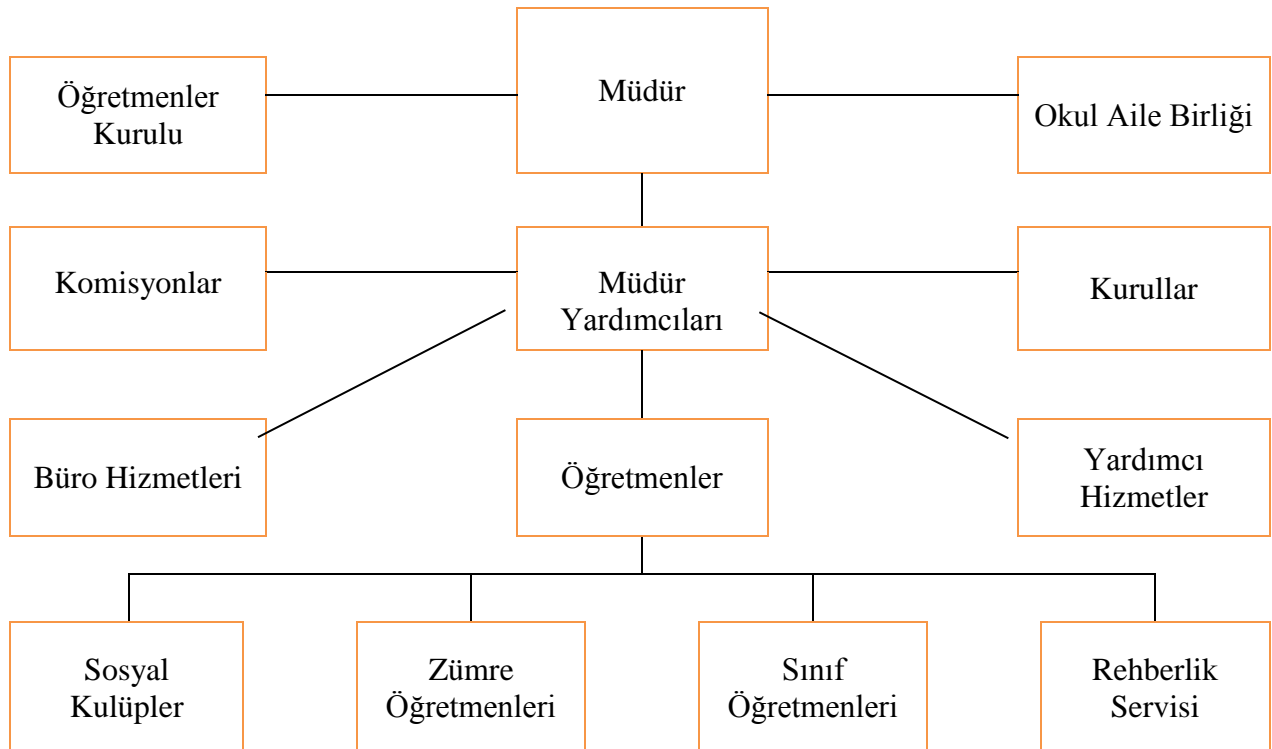 Öğretmenler
Kurulu
Müdür
Okul Aile Birliği
Komisyonlar
Müdür
Yardımcıları
Kurullar
Büro Hizmetleri
Öğretmenler
Yardımcı
Hizmetler
Sosyal
Kulüpler
Zümre
Öğretmenleri
Sınıf
Öğretmenleri
Rehberlik
Servisi